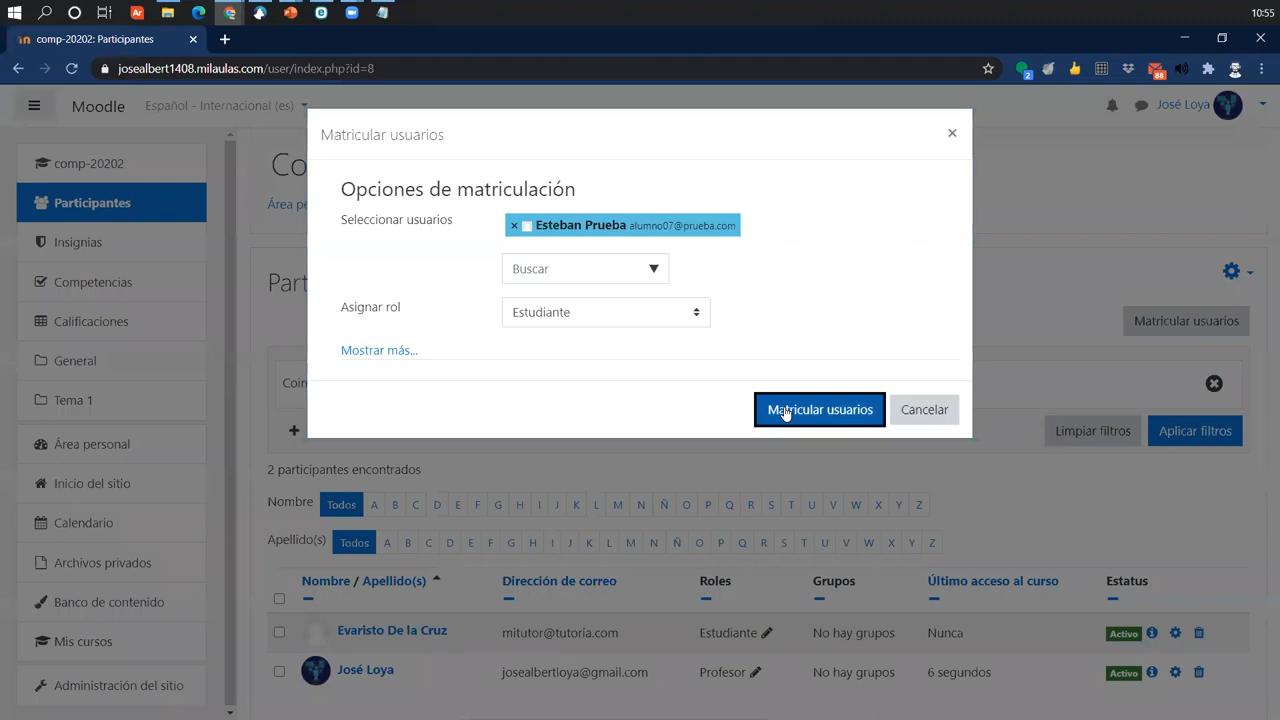 10:55
comp-20202: Participantes
josealbert1408.milaulas.com/user/index.php?id=8
2
88
Moodle
Español - Internacional (es)
José Loya
comp-20202
Participantes
Insignias
Competencias
Calificaciones
General
Tema 1
Área personal
Inicio del sitio
Calendario
Archivos privados
Banco de contenido
Mis cursos
Administración del sitio
Matricular usuarios
×
Opciones de matriculación
Seleccionar usuarios
× Esteban Prueba alumno07@prueba.com
Buscar ▼
Asignar rol
Estudiante
Mostrar más...
Matricular usuarios
Cancelar
Matricular usuarios
Limpiar filtros
Aplicar filtros
2 participantes encontrados
Nombre Todos A B C D E F G H I J K L M N Ñ O P Q R S T U V W X Y Z
Apellido(s) Todos A B C D E F G H I J K L M N Ñ O P Q R S T U V W X Y Z
Nombre / Apellido(s) Dirección de correo Roles Grupos Último acceso al curso Estatus
Evaristo De la Cruz mitutor@tutoria.com Estudiante No hay grupos Nunca Activo
José Loya josealbertloya@gmail.com Profesor No hay grupos 6 segundos Activo